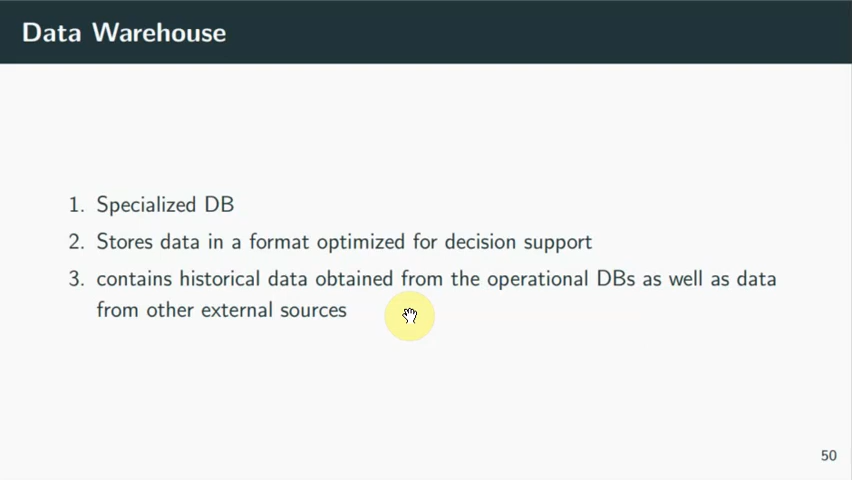 Data Warehouse
1. Specialized DB
2. Stores data in a format optimized for decision support
3. contains historical data obtained from the operational DBs as well as data
from other external sources
50